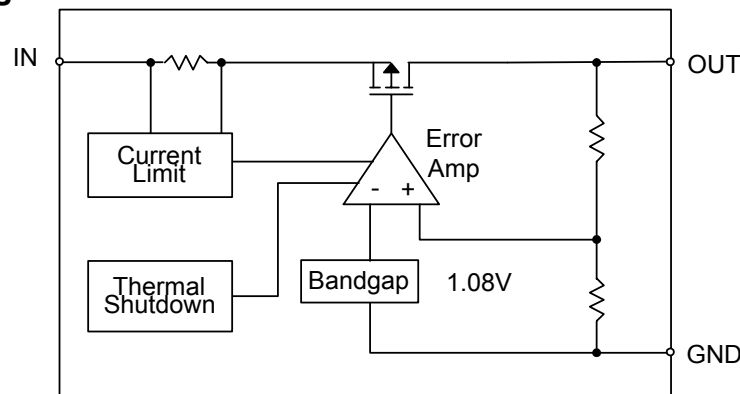 IN
OUT
Current
Limit
Error
Amp
- +
Thermal
Shutdown
Bandgap
1.08V
GND